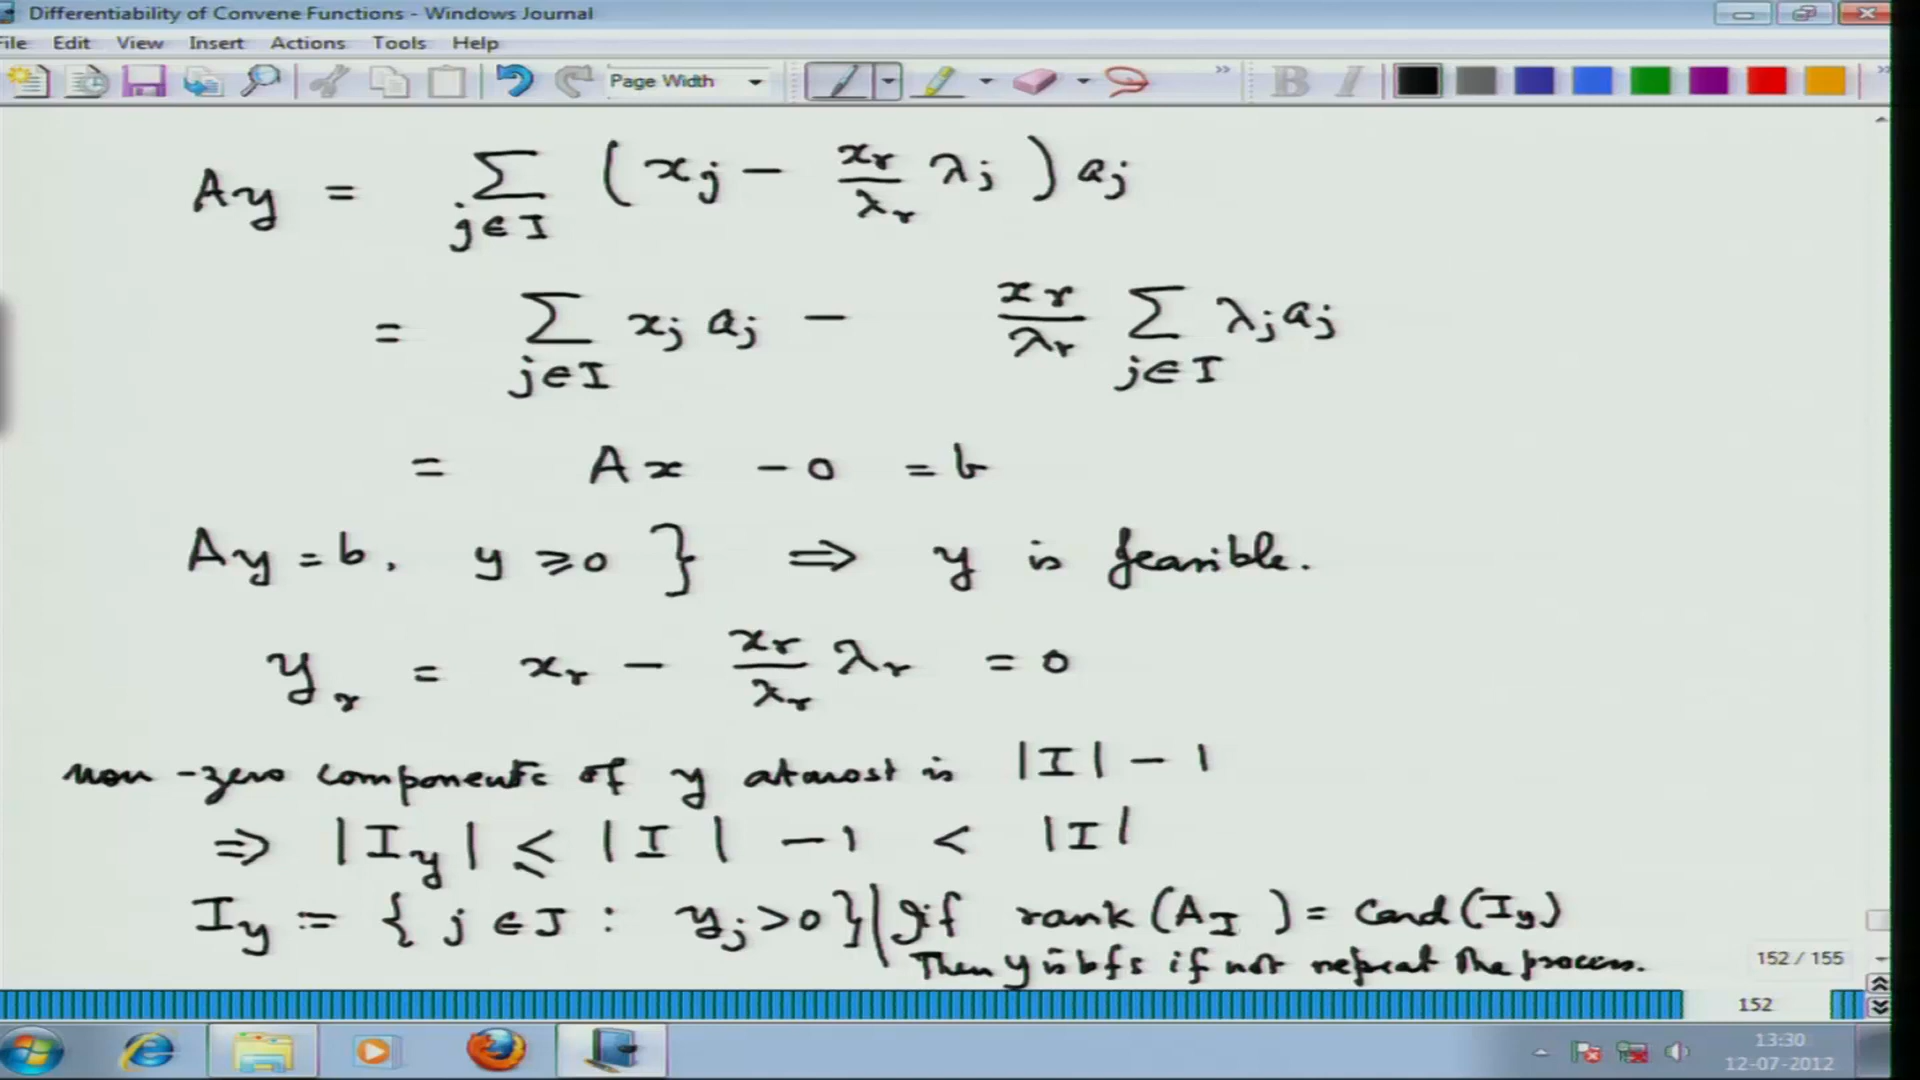 Differentiability of Convene Functions - Windows Journal
File Edit View Insert Actions Tools Help
Page Width B I
Ay = ∑_{j∈I} (x_j - x_r/λ_r λ_j) a_j
= ∑_{j∈I} x_j a_j - x_r/λ_r ∑_{j∈I} λ_j a_j
= Ax - 0 = b
Ay = b, y ≥ 0 } ⇒ y is feasible.
y_r = x_r - x_r/λ_r λ_r = 0
non-zero components of y atmost is |I| - 1
⇒ |I_y| ≤ |I| - 1 < |I|
I_y := { j ∈ J : y_j > 0 } | If rank(A_I) = Card(I_y)
Then y is bfs if not repeat the process.
152 / 155
152
13:30
12-07-2012